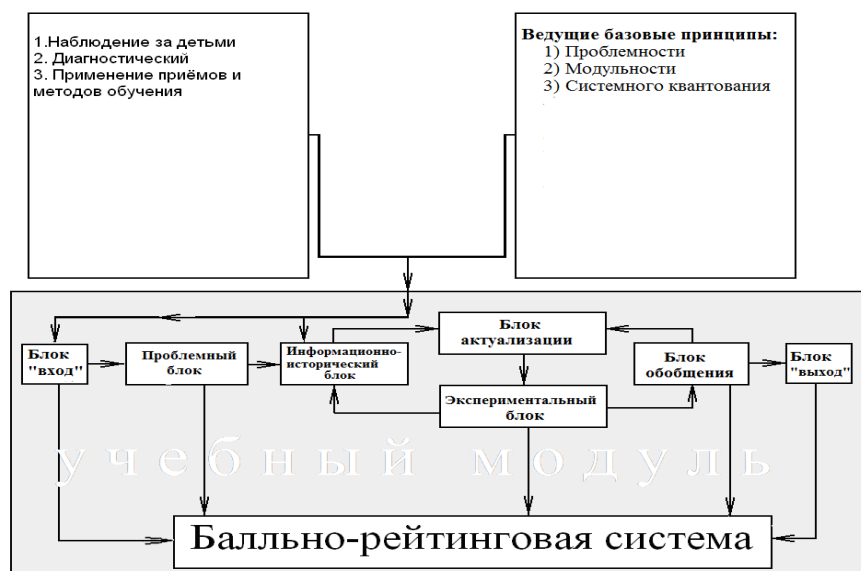 1.Наблюдение за детьми
2. Диагностический
3. Применение приёмов и
методов обучения
Ведущие базовые принципы:
1) Проблемности
2) Модульности
3) Системного квантования
Блок
"вход"
Проблемный
блок
Информационно-
исторический
блок
Блок
актуализации
Экспериментальный
блок
Блок
обобщения
Блок
"выход"
учебный модуль
Балльно-рейтинговая система